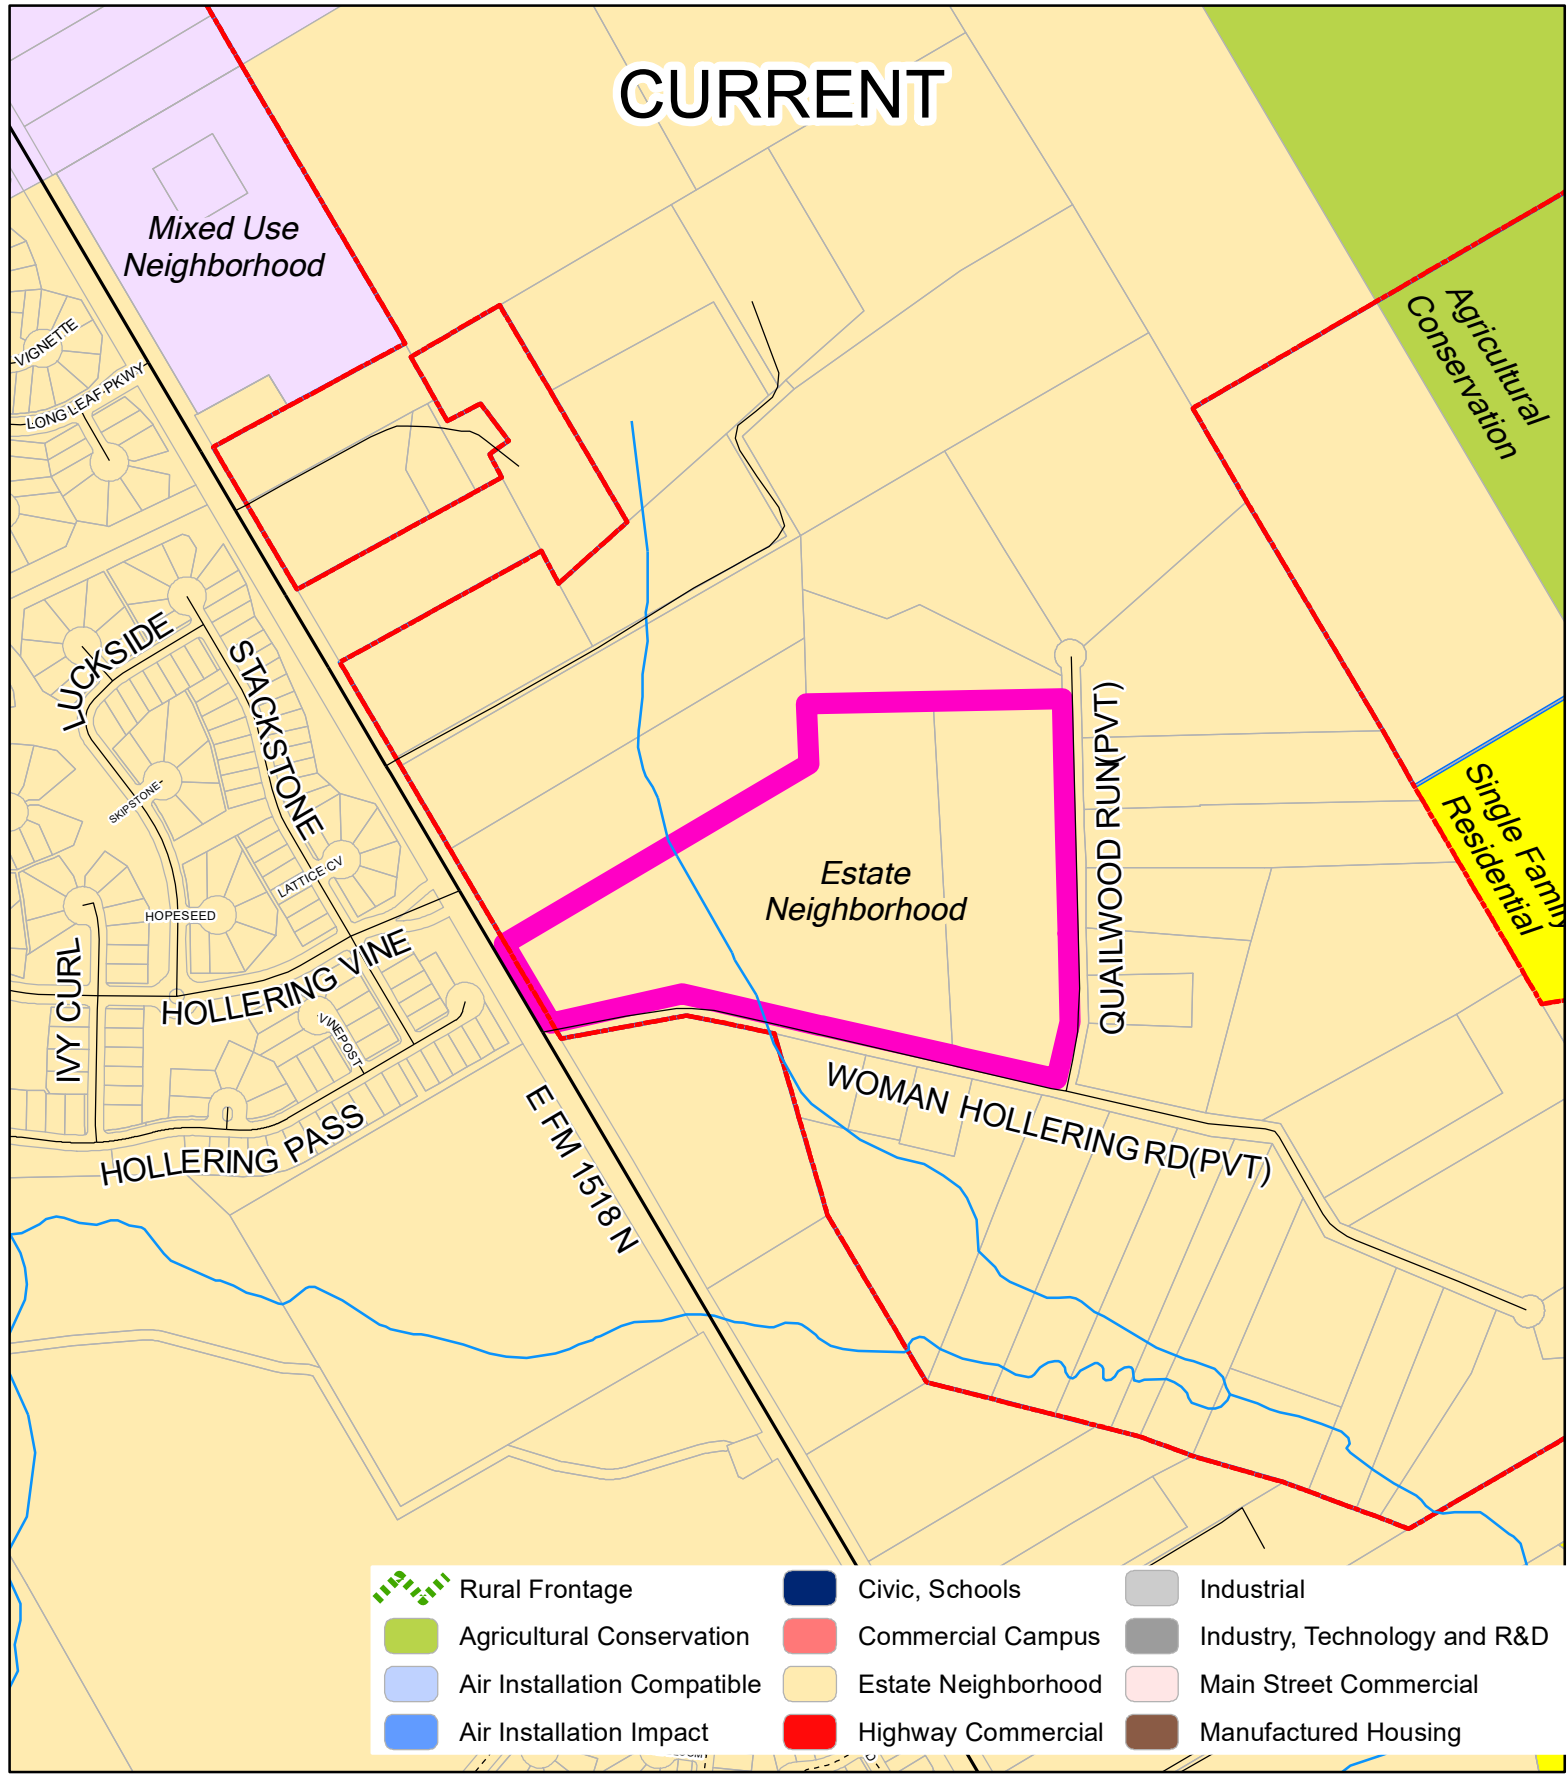 CURRENT
Mixed Use
Neighborhood
Agricultural
Conservation
VIGNETTE
LONG LEAF PKWY
LUCKSIDE
STACKSTONE
SKIPSTONE
LATTICE CV
HOPESEED
IVY CURL
HOLLERING VINE
VINEPOST
HOLLERING PASS
Estate
Neighborhood
QUAILWOOD RUN(PVT)
Single Family
Residential
WOMAN HOLLERING RD(PVT)
E FM 1518 N
Rural Frontage
Agricultural Conservation
Air Installation Compatible
Air Installation Impact
Civic, Schools
Commercial Campus
Estate Neighborhood
Highway Commercial
Industrial
Industry, Technology and R&D
Main Street Commercial
Manufactured Housing